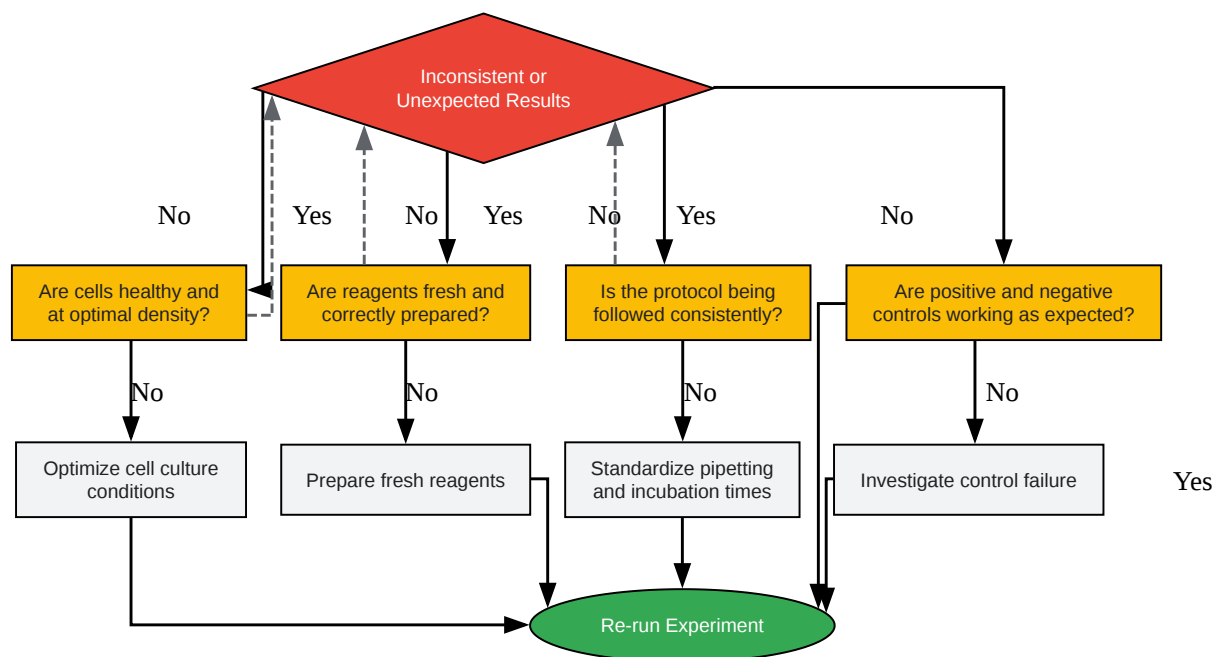 Inconsistent or
Unexpected Results
No
Yes
No
Yes
No
Yes
No
Are cells healthy and
at optimal density?
Are reagents fresh and
correctly prepared?
Is the protocol being
followed consistently?
Are positive and negative
controls working as expected?
No
No
No
No
Optimize cell culture
conditions
Prepare fresh reagents
Standardize pipetting
and incubation times
Investigate control failure
Yes
Re-run Experiment